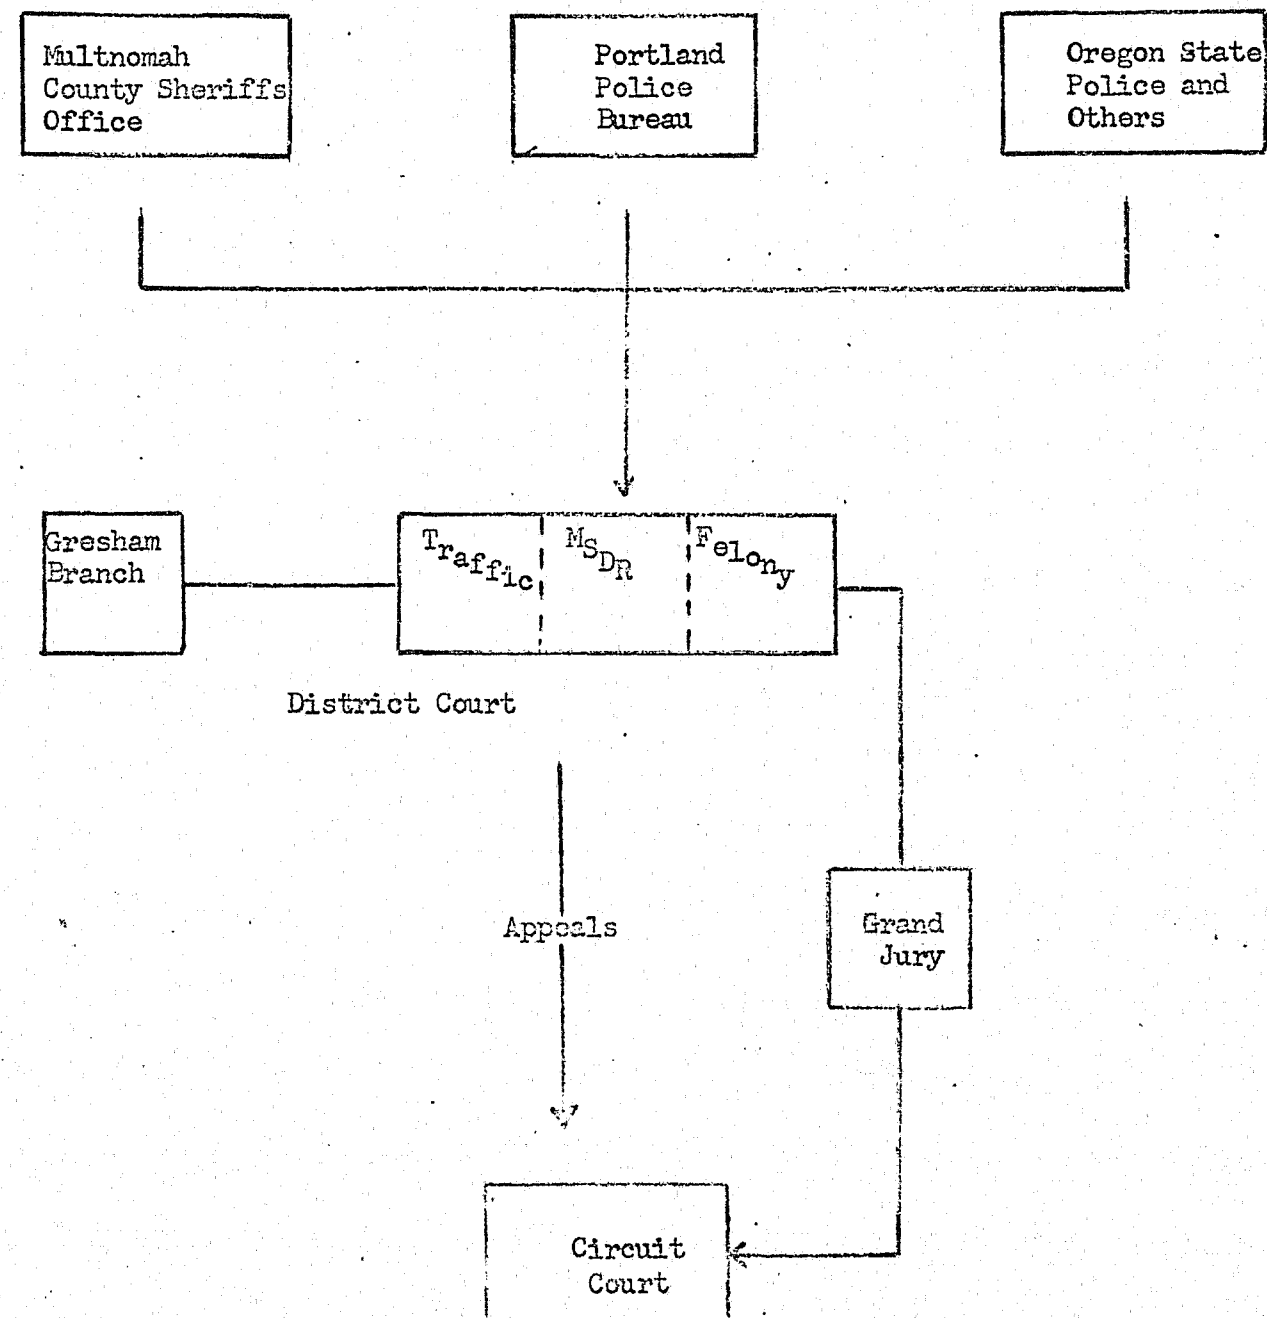 Multnomah
County Sheriffs
Office
Portland
Police
Bureau
Oregon State
Police and
Others
Gresham
Branch
Traffic
MSDR
Felony
District Court
Appeals
Grand
Jury
Circuit
Court